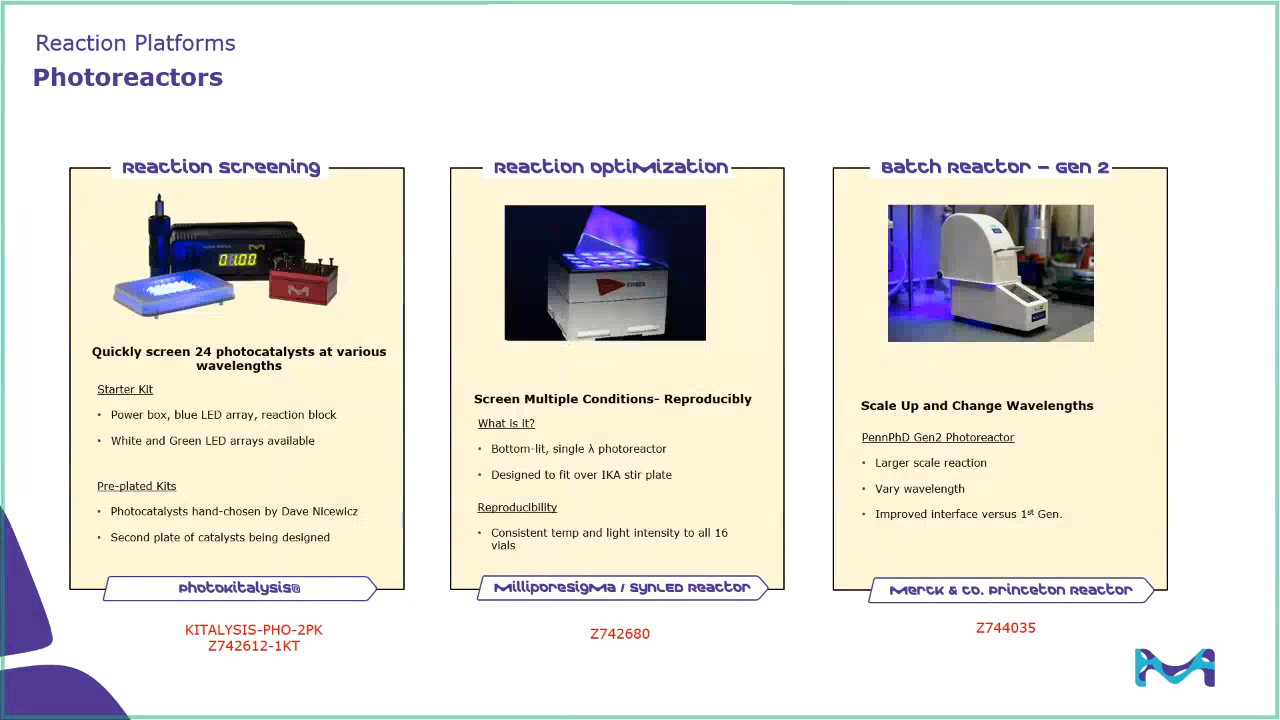 Reaction Platforms
Photoreactors
Reaction Screening
01.00
Quickly screen 24 photocatalysts at various
wavelengths
Starter Kit
• Power box, blue LED array, reaction block
• White and Green LED arrays available
Pre-plated Kits
• Photocatalysts hand-chosen by Dave Nicewicz
• Second plate of catalysts being designed
Photokitalysis®
KITALYSIS-PHO-2PK
Z742612-1KT
Reaction Optimization
Screen Multiple Conditions- Reproducibly
What is It?
• Bottom-lit, single λ photoreactor
• Designed to fit over IKA stir plate
Reproducibility
• Consistent temp and light intensity to all 16
vials
MilliporeSigma / SynLED Reactor
Z742680
Batch Reactor – Gen 2
Scale Up and Change Wavelengths
PennPhD Gen2 Photoreactor
• Larger scale reaction
• Vary wavelength
• Improved interface versus 1st Gen.
Merck & Co. Princeton Reactor
Z744035